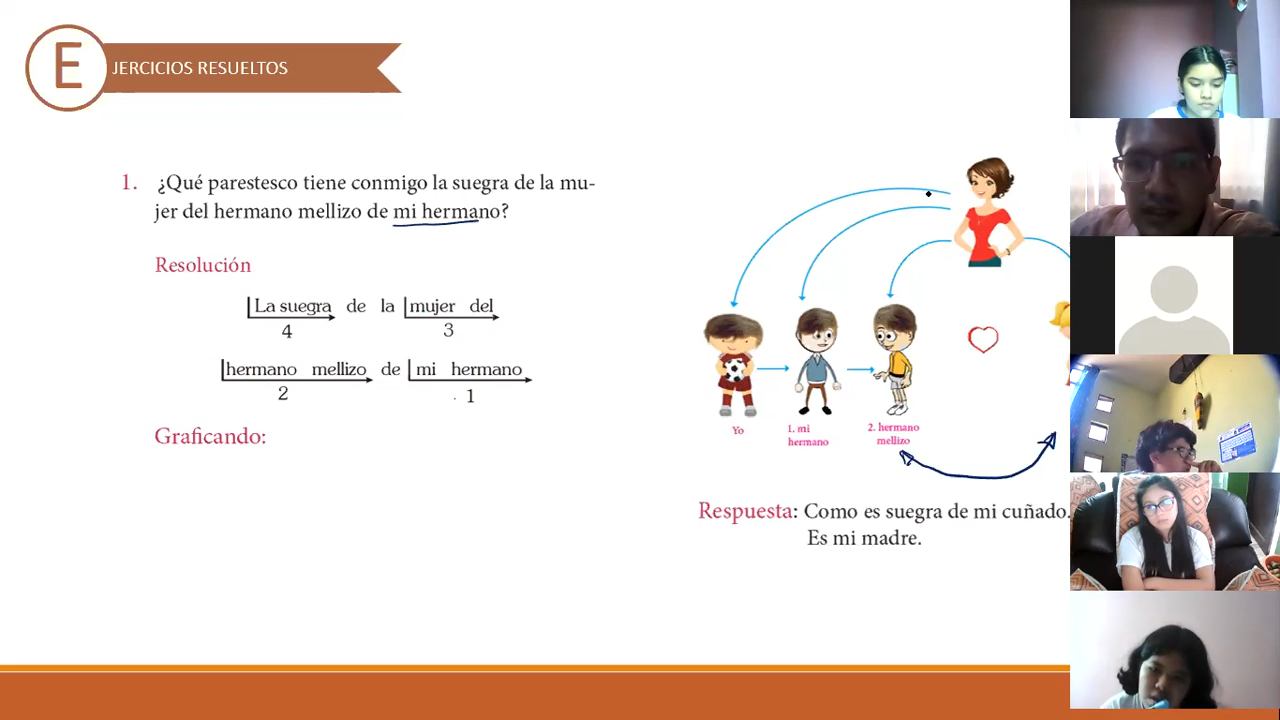 E
JERCICIOS RESUELTOS
1. ¿Qué parestesco tiene conmigo la suegra de la mu-
jer del hermano mellizo de mi hermano?
Resolución
La suegra de la mujer del
4 3
hermano mellizo de mi hermano
2 1
Graficando:
Yo
1. mi
hermano
2. hermano
mellizo
Respuesta: Como es suegra de mi cuñado.
Es mi madre.